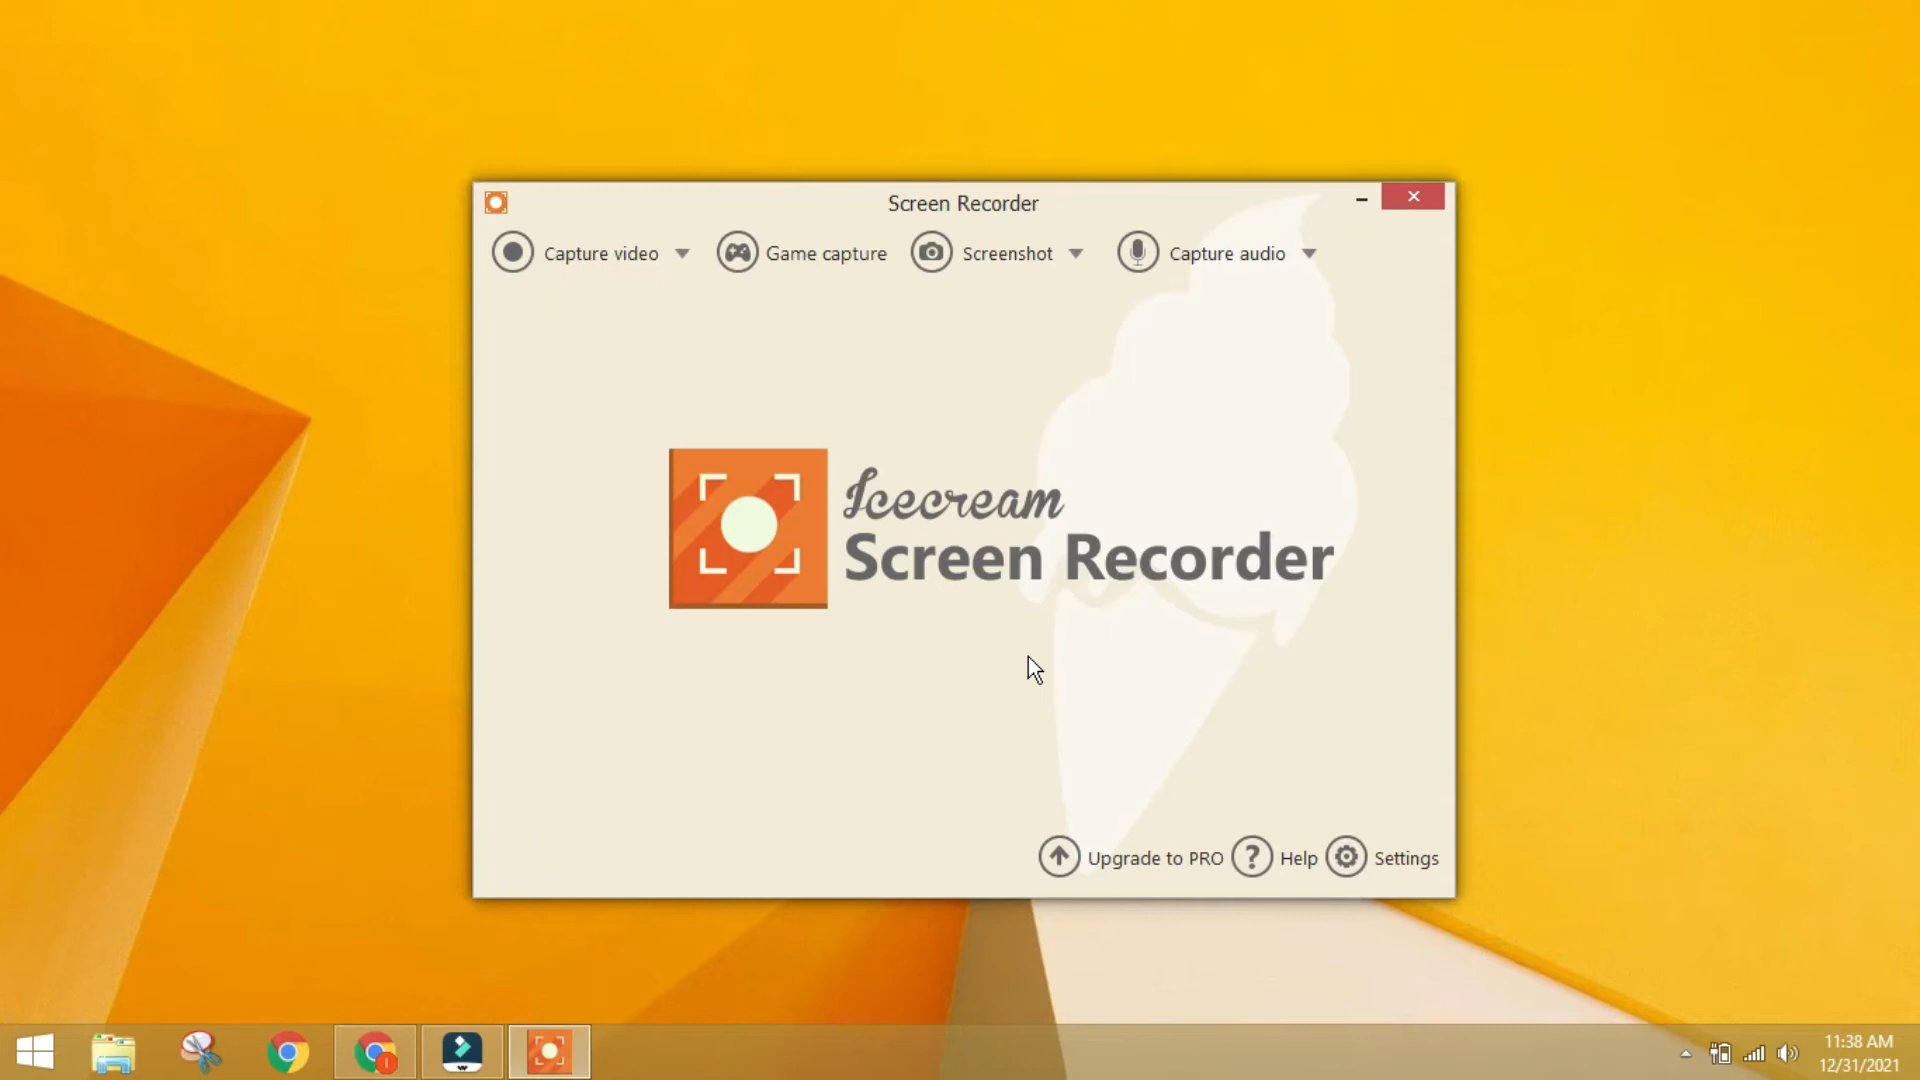 Screen Recorder
Capture video
Game capture
Screenshot
Capture audio
Icecream
Screen Recorder
Upgrade to PRO
? Help
Settings
11:38 AM
12/31/2021